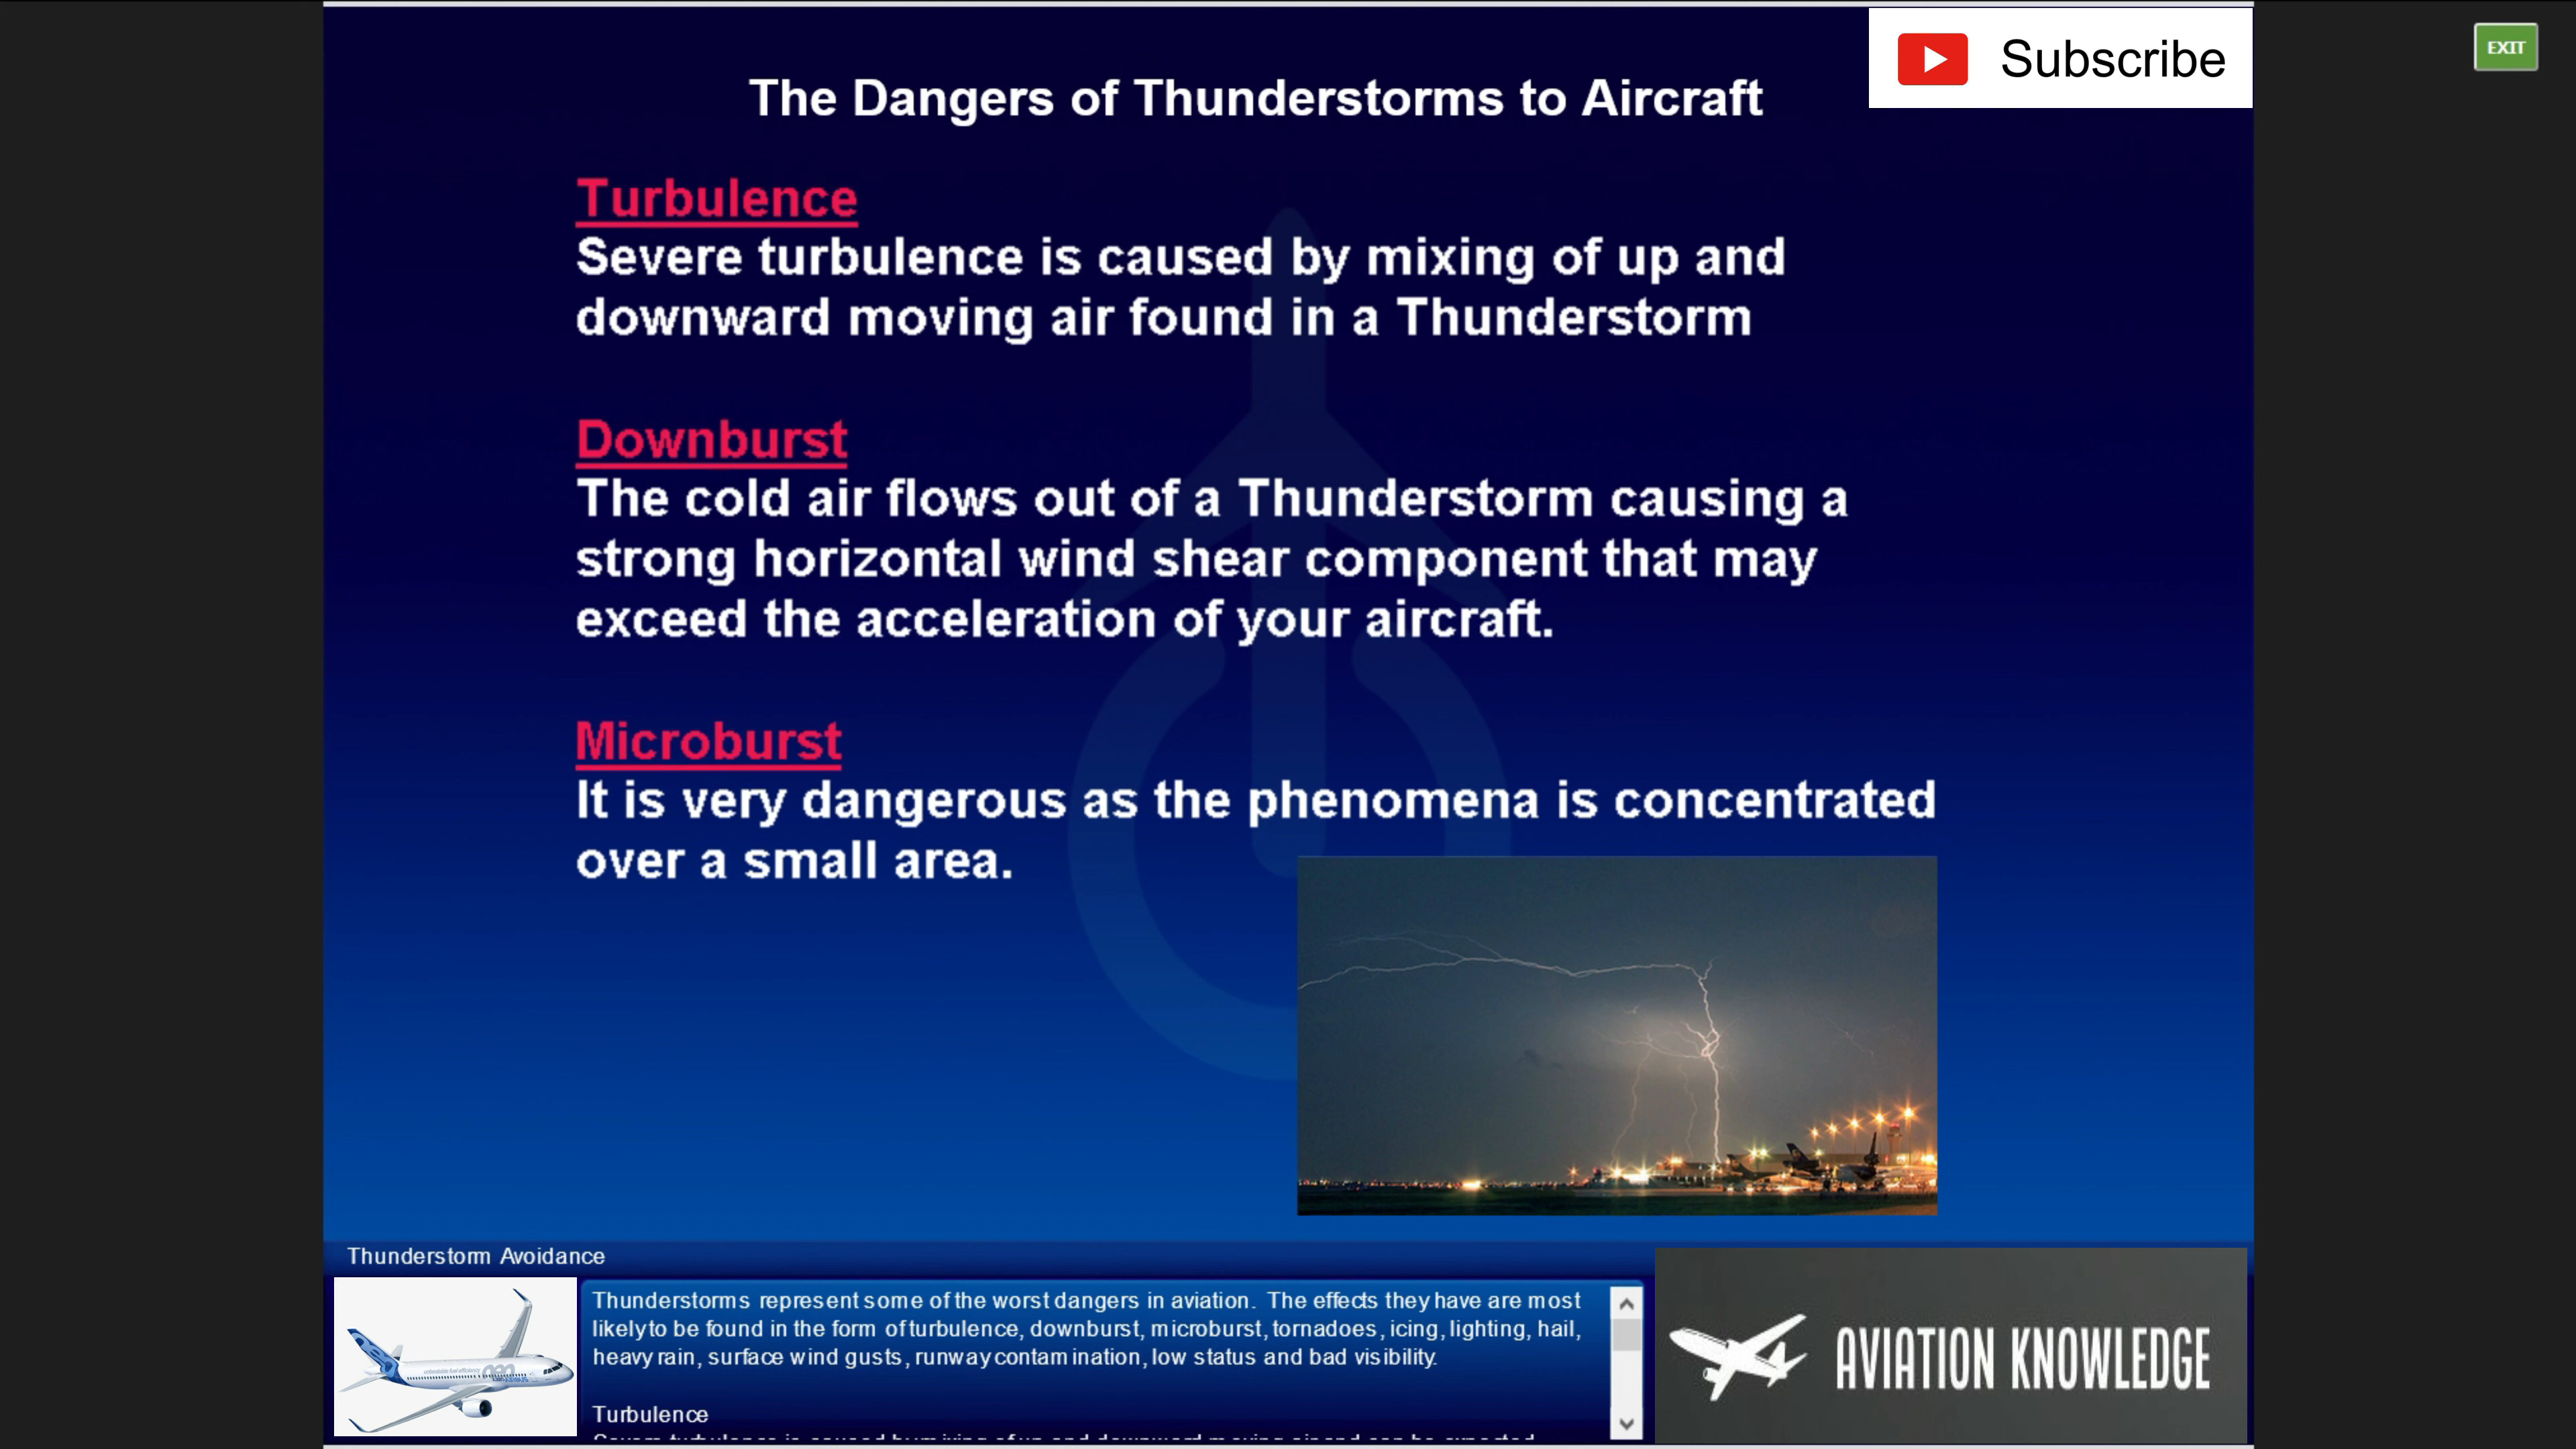 Subscribe
EXIT
The Dangers of Thunderstorms to Aircraft
Turbulence
Severe turbulence is caused by mixing of up and
downward moving air found in a Thunderstorm
Downburst
The cold air flows out of a Thunderstorm causing a
strong horizontal wind shear component that may
exceed the acceleration of your aircraft.
Microburst
It is very dangerous as the phenomena is concentrated
over a small area.
Thunderstorm Avoidance
Thunderstorms represent some of the worst dangers in aviation. The effects they have are most
likely to be found in the form of turbulence, downburst, microburst, tornadoes, icing, lighting, hail,
heavy rain, surface wind gusts, runway contamination, low status and bad visibility.
Turbulence
AVIATION KNOWLEDGE